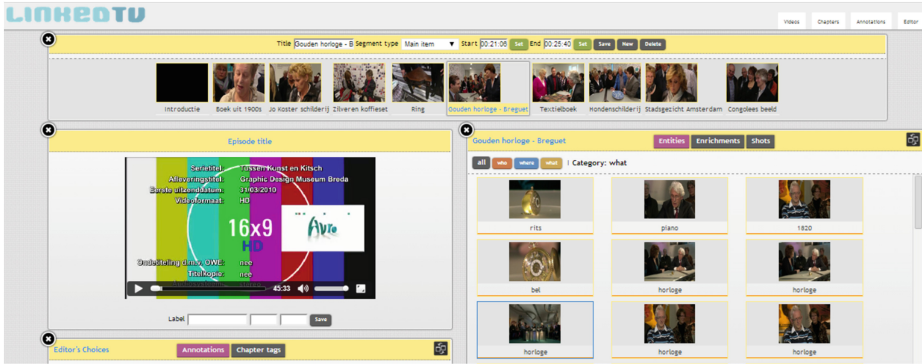 LINKEDTV
Videos Chapters Annotations Editor
Title Gouden horloge - B Segment type Main item Start 00:21:06 Set End 00:25:40 Set Save New Delete
Introductie Boek uit 1900s Jo Koster schilderij Zilveren koffieset Ring Gouden horloge - Breguet Textielboek Hondenschilderij Stadsgezicht Amsterdam Congolees beeld
Episode title
Serietitel: Tussen Kunst en Kitsch
Afleveringstitel: Graphic Design Museum Breda
Eerste uitzenddatum: 31/03/2010
Videoformaat: HD
16x9
HD
Avro
nee
Titelkopie: nee
45:33
Label Save
Editor's Choices Annotations Chapter tags
Gouden horloge - Breguet Entities Enrichments Shots
all who where what | Category: what
rits piano 1820
bel horloge horloge
horloge horloge horloge